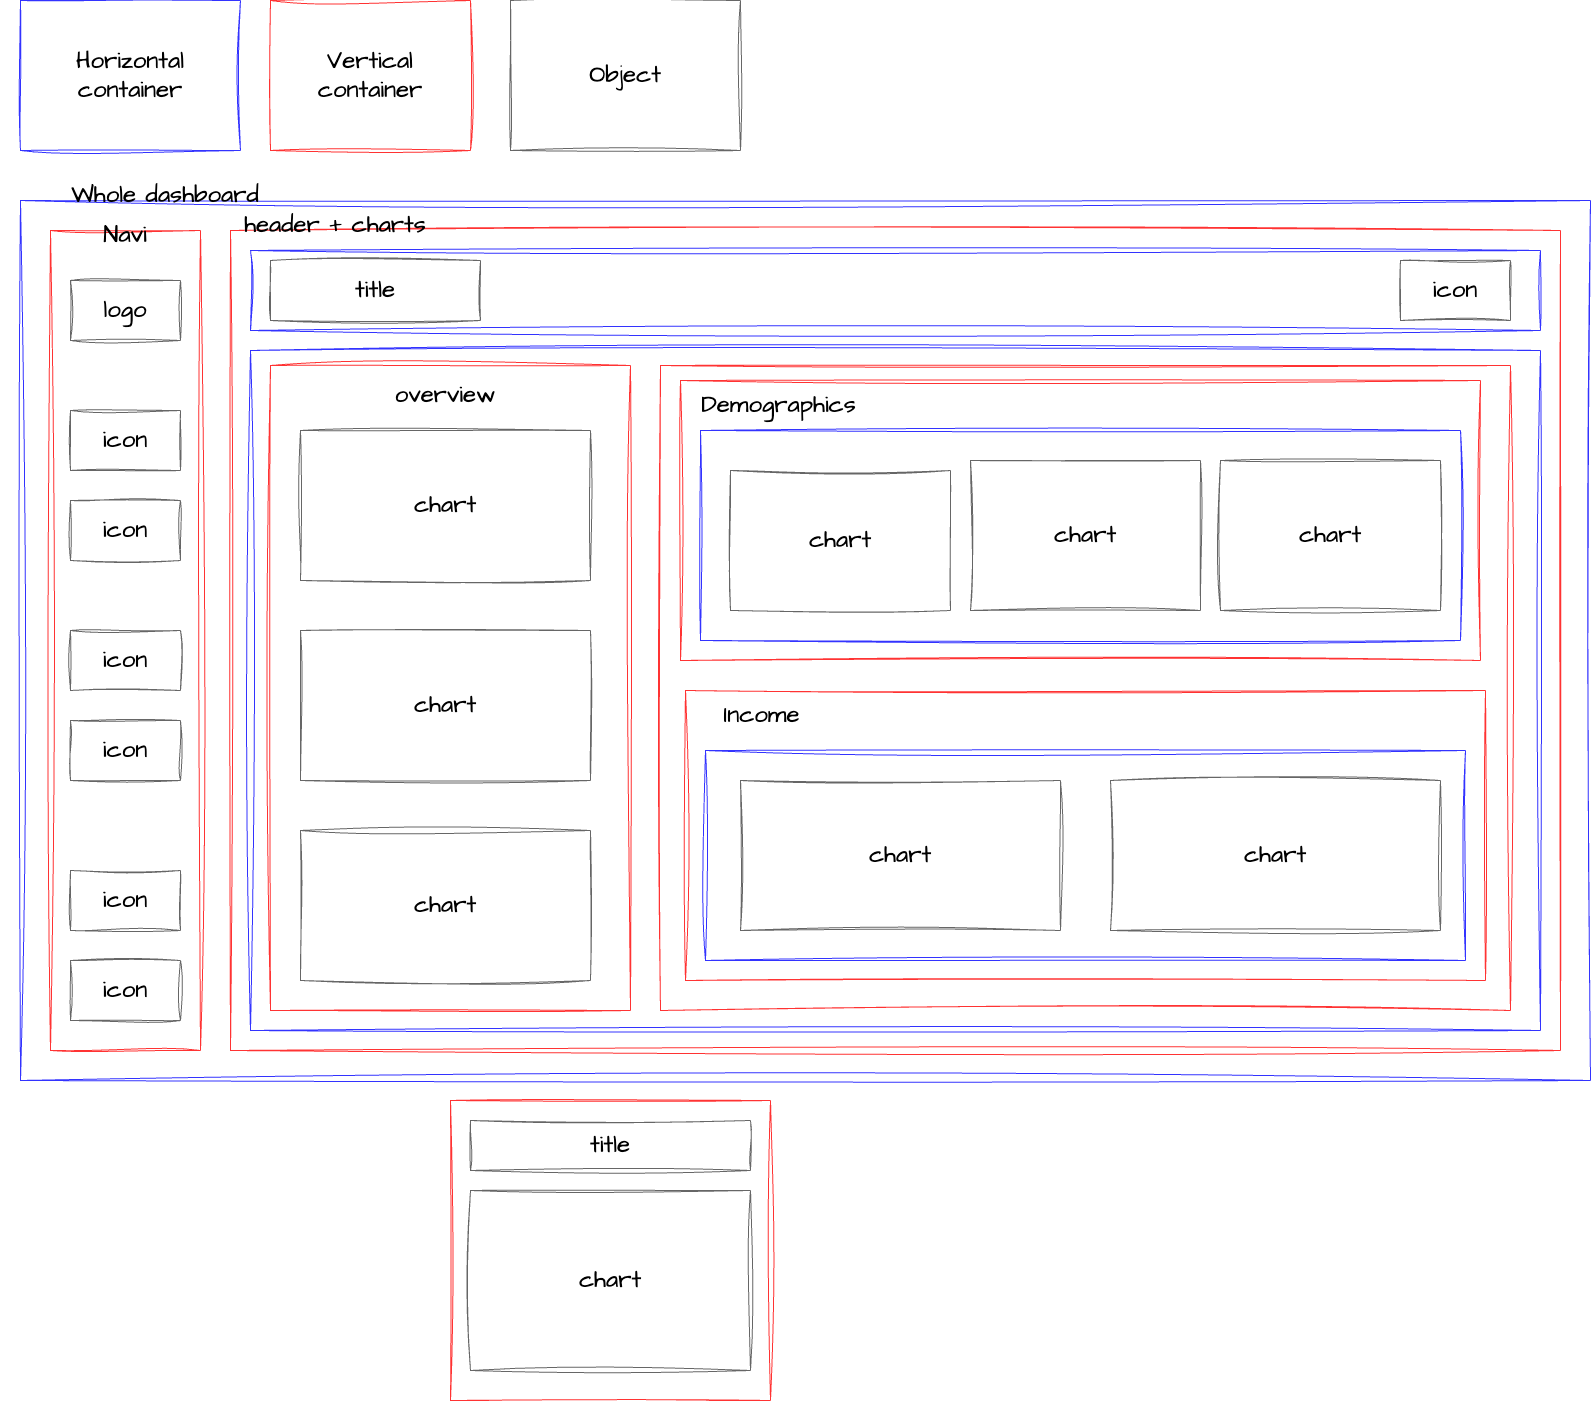 Horizontal
container
Vertical
container
Object
Whole dashboard
Navi
header + charts
logo
icon
icon
icon
icon
icon
icon
title
icon
overview
chart
chart
chart
Demographics
chart
chart
chart
Income
chart
chart
title
chart